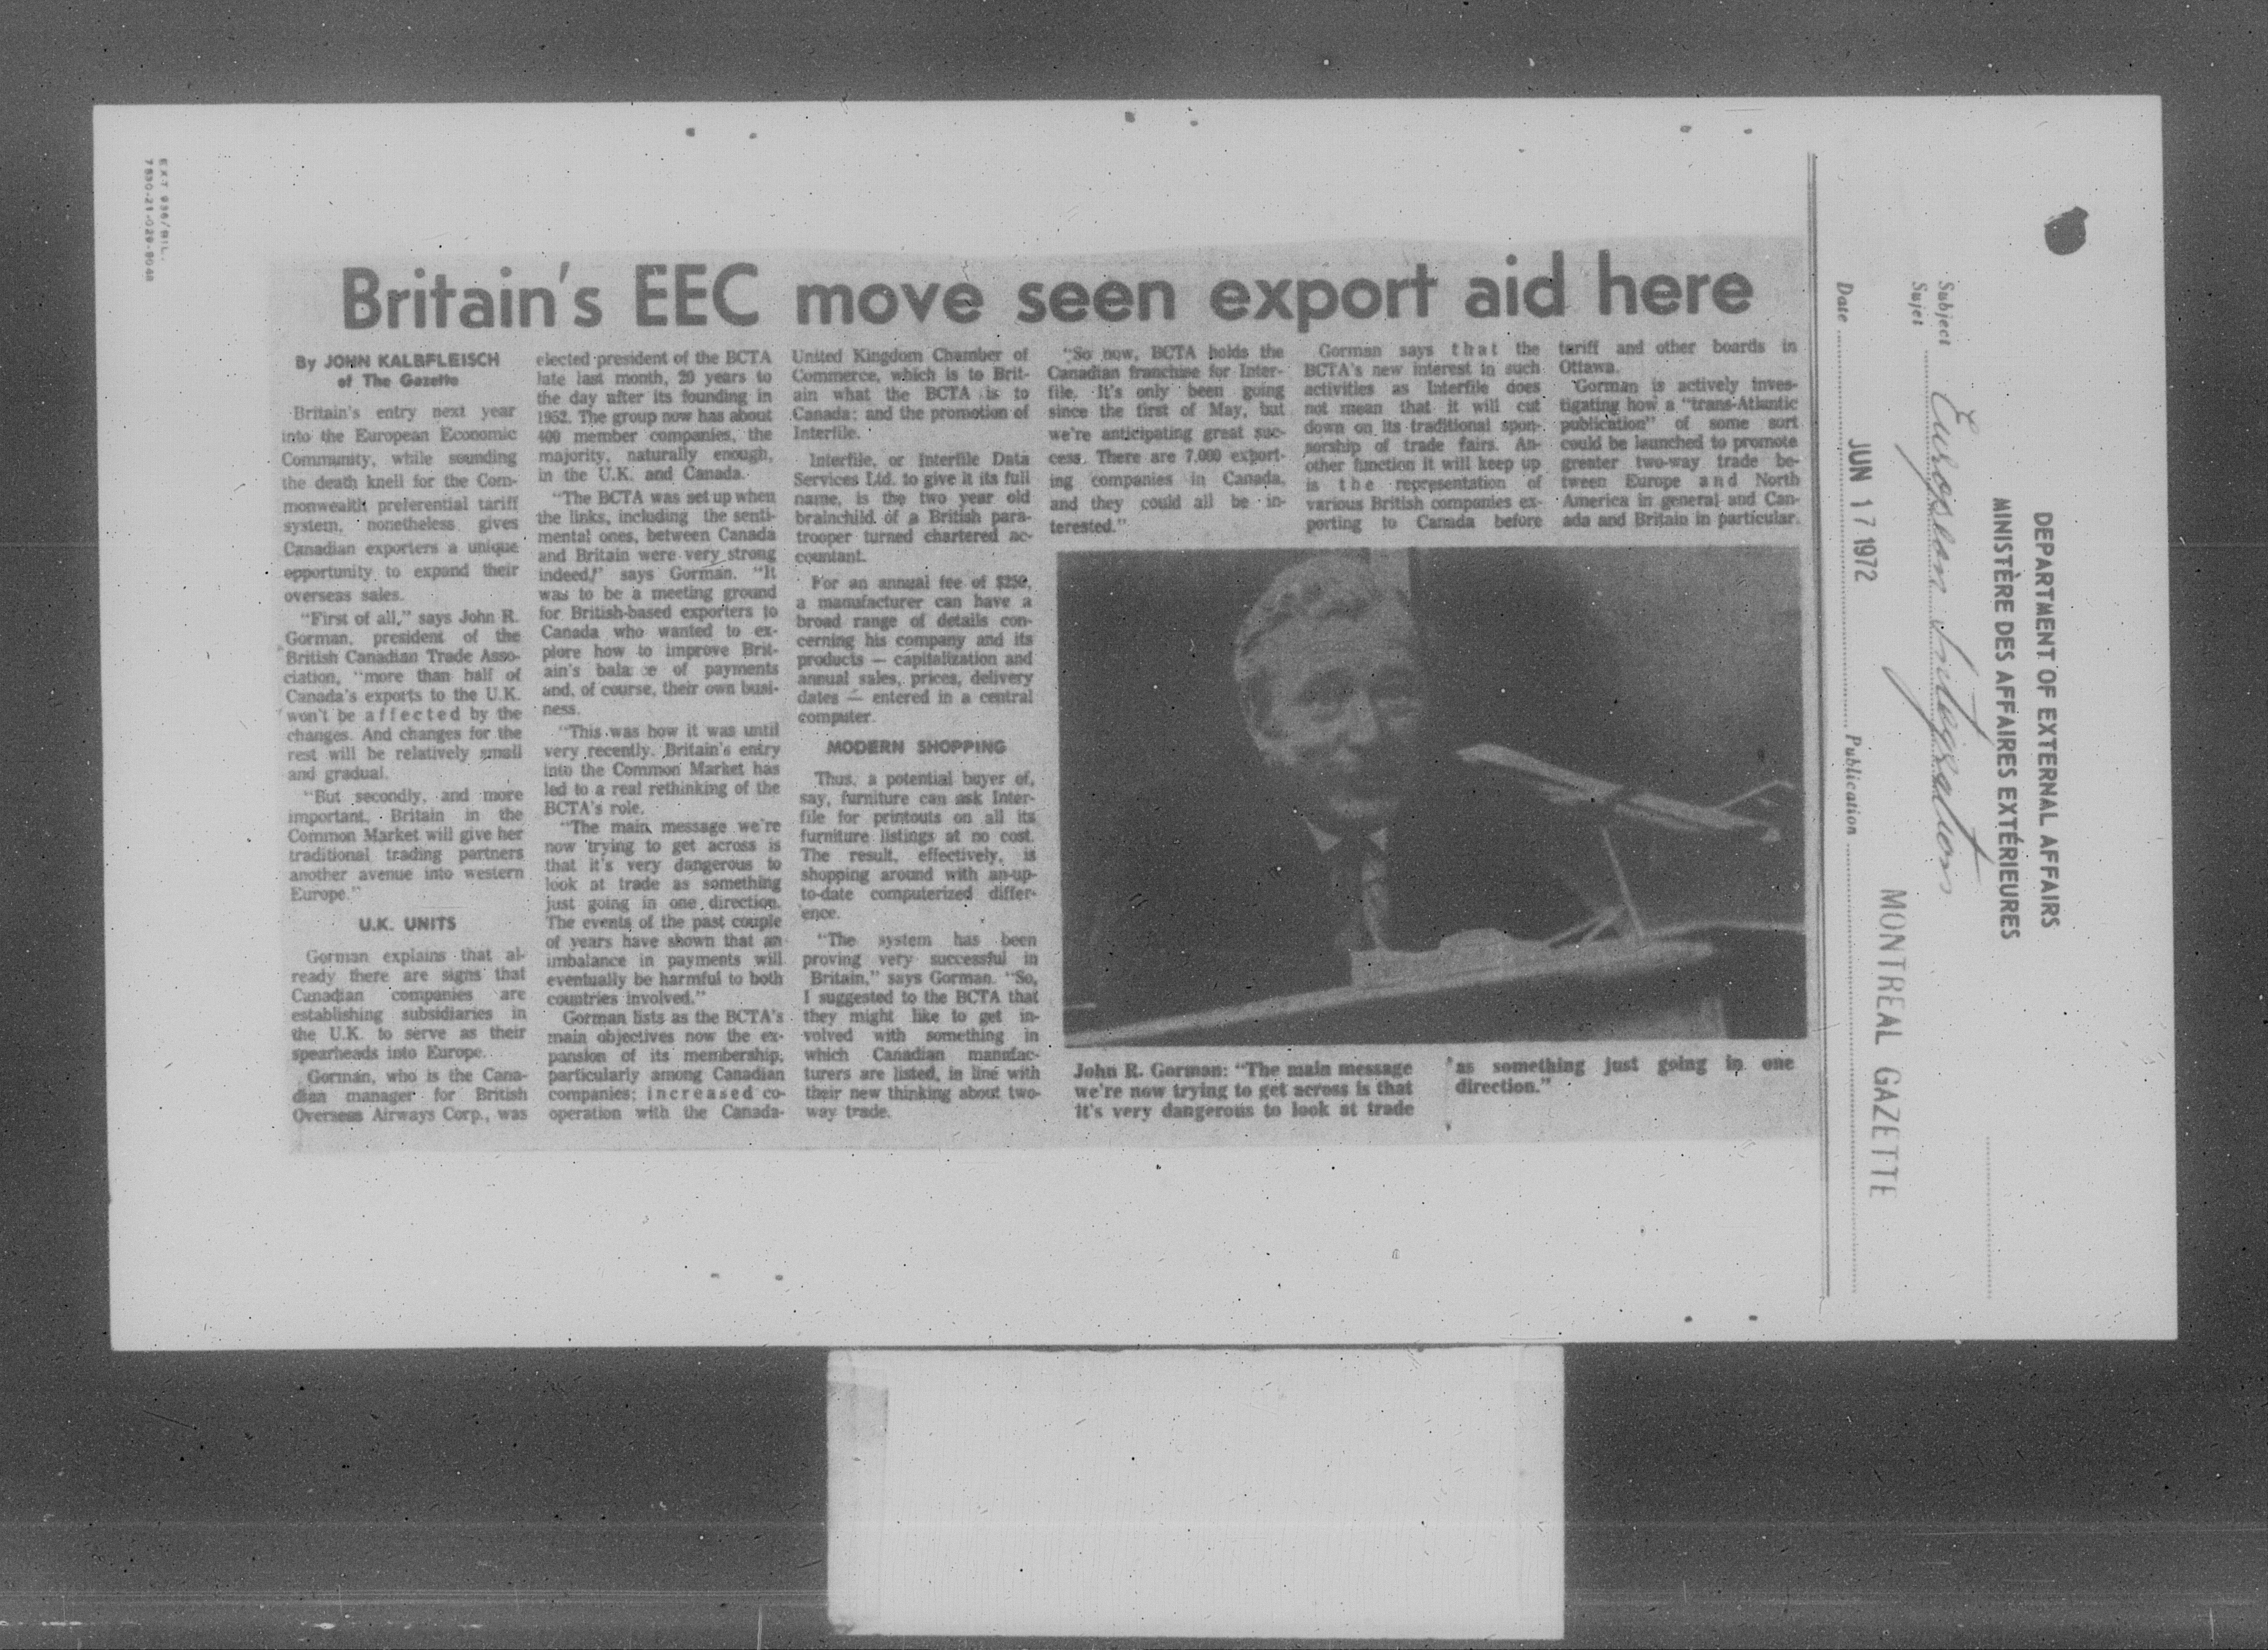 EXT 936/BIL.
7530-21-029-9048
Britain's EEC move seen export aid here
By JOHN KALBFLEISCH
of The Gazette
Britain's entry next year
into the European Economic
Community, while sounding
the death knell for the Com-
monwealth preferential tariff
system, nonetheless gives
Canadian exporters a unique
opportunity to expand their
overseas sales.
"First of all," says John R.
Gorman, president of the
British Canadian Trade Asso-
ciation, "more than half of
Canada's exports to the U.K.
won't be affected by the
changes. And changes for the
rest will be relatively small
and gradual.
"But secondly, and more
important, Britain in the
Common Market will give her
traditional trading partners
another avenue into western
Europe."
U.K. UNITS
Gorman explains that al-
ready there are signs that
Canadian companies are
establishing subsidiaries in
the U.K. to serve as their
spearheads into Europe.
Gorman, who is the Cana-
dian manager for British
Overseas Airways Corp., was
elected president of the BCTA
late last month, 20 years to
the day after its founding in
1952. The group now has about
400 member companies, the
majority, naturally enough,
in the U.K. and Canada.
"The BCTA was set up when
the links, including the senti-
mental ones, between Canada
and Britain were very strong
indeed," says Gorman. "It
was to be a meeting ground
for British-based exporters to
Canada who wanted to ex-
plore how to improve Brit-
ain's balance of payments
and, of course, their own busi-
ness.
"This was how it was until
very recently. Britain's entry
into the Common Market has
led to a real rethinking of the
BCTA's role.
"The main message we're
now trying to get across is
that it's very dangerous to
look at trade as something
just going in one direction.
The events of the past couple
of years have shown that an
imbalance in payments will
eventually be harmful to both
countries involved."
Gorman lists as the BCTA's
main objectives now the ex-
pansion of its membership,
particularly among Canadian
companies; increased co-
operation with the Canada-
United Kingdom Chamber of
Commerce, which is to Brit-
ain what the BCTA is to
Canada; and the promotion of
Interfile.
Interfile, or Interfile Data
Services Ltd. to give it its full
name, is the two year old
brainchild of a British para-
trooper turned chartered ac-
countant.
For an annual fee of $250,
a manufacturer can have a
broad range of details con-
cerning his company and its
products — capitalization and
annual sales, prices, delivery
dates — entered in a central
computer.
MODERN SHOPPING
Thus, a potential buyer of,
say, furniture can ask Inter-
file for printouts on all its
furniture listings at no cost.
The result, effectively, is
shopping around with an-up-
to-date computerized differ-
ence.
"The system has been
proving very successful in
Britain," says Gorman. "So,
I suggested to the BCTA that
they might like to get in-
volved with something in
which Canadian manufac-
turers are listed, in line with
their new thinking about two-
way trade.
"So now, BCTA holds the
Canadian franchise for Inter-
file. It's only been going
since the first of May, but
we're anticipating great suc-
cess. There are 7,000 export-
ing companies in Canada,
and they could all be in-
terested."
Gorman says that the
BCTA's new interest in such
activities as Interfile does
not mean that it will cut
down on its traditional spon-
sorship of trade fairs. An-
other function it will keep up
is the representation of
various British companies ex-
porting to Canada before
tariff and other boards in
Ottawa.
Gorman is actively inves-
tigating how a "trans-Atlantic
publication" of some sort
could be launched to promote
greater two-way trade be-
tween Europe and North
America in general and Can-
ada and Britain in particular.
John R. Gorman: "The main message
we're now trying to get across is that
it's very dangerous to look at trade
as something just going in one
direction."
DEPARTMENT OF EXTERNAL AFFAIRS
MINISTÈRE DES AFFAIRES EXTÉRIEURES
Subject
Sujet
European Integration
Date
JUN 17 1972
Publication
MONTREAL GAZETTE